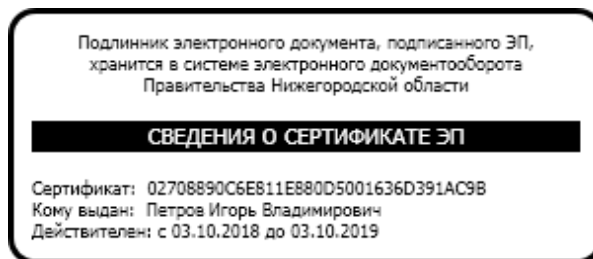 Подлинник электронного документа, подписанного ЭП,
хранится в системе электронного документооборота
Правительства Нижегородской области
СВЕДЕНИЯ О СЕРТИФИКАТЕ ЭП
Сертификат: 02708890C6E811E880D5001636D391AC9B
Кому выдан: Петров Игорь Владимирович
Действителен: с 03.10.2018 до 03.10.2019